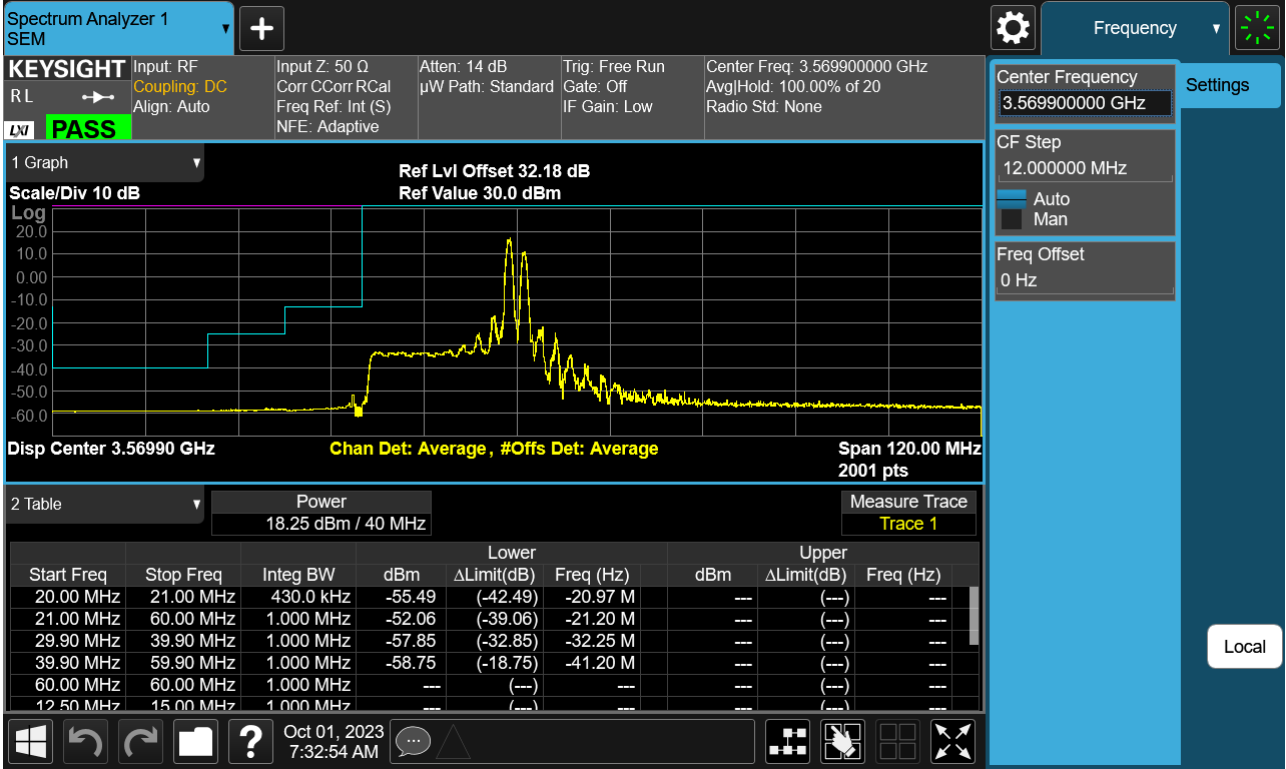 Spectrum Analyzer 1
SEM
Frequency
KEYSIGHT
R L
LXI
PASS
Input: RF
Coupling: DC
Align: Auto
Input Z: 50 Ω
Corr CCorr RCal
Freq Ref: Int (S)
NFE: Adaptive
Atten: 14 dB
µW Path: Standard
Trig: Free Run
Gate: Off
IF Gain: Low
Center Freq: 3.569900000 GHz
Avg|Hold: 100.00% of 20
Radio Std: None
Center Frequency
3.569900000 GHz
Settings
CF Step
12.000000 MHz
Auto
Man
Freq Offset
0 Hz
Local
1 Graph
Scale/Div 10 dB
Ref Lvl Offset 32.18 dB
Ref Value 30.0 dBm
Log
20.0
10.0
0.00
-10.0
-20.0
-30.0
-40.0
-50.0
-60.0
Disp Center 3.56990 GHz
Chan Det: Average, #Offs Det: Average
Span 120.00 MHz
2001 pts
2 Table
Power
18.25 dBm / 40 MHz
Measure Trace
Trace 1
Lower Upper
Start Freq Stop Freq Integ BW dBm ΔLimit(dB) Freq (Hz) dBm ΔLimit(dB) Freq (Hz)
20.00 MHz 21.00 MHz 430.0 kHz -55.49 (-42.49) -20.97 M --- (---) ---
21.00 MHz 60.00 MHz 1.000 MHz -52.06 (-39.06) -21.20 M --- (---) ---
29.90 MHz 39.90 MHz 1.000 MHz -57.85 (-32.85) -32.25 M --- (---) ---
39.90 MHz 59.90 MHz 1.000 MHz -58.75 (-18.75) -41.20 M --- (---) ---
60.00 MHz 60.00 MHz 1.000 MHz --- (---) --- --- (---) ---
12.50 MHz 15.00 MHz 1.000 MHz --- (---) --- --- (---) ---
?
Oct 01, 2023
7:32:54 AM